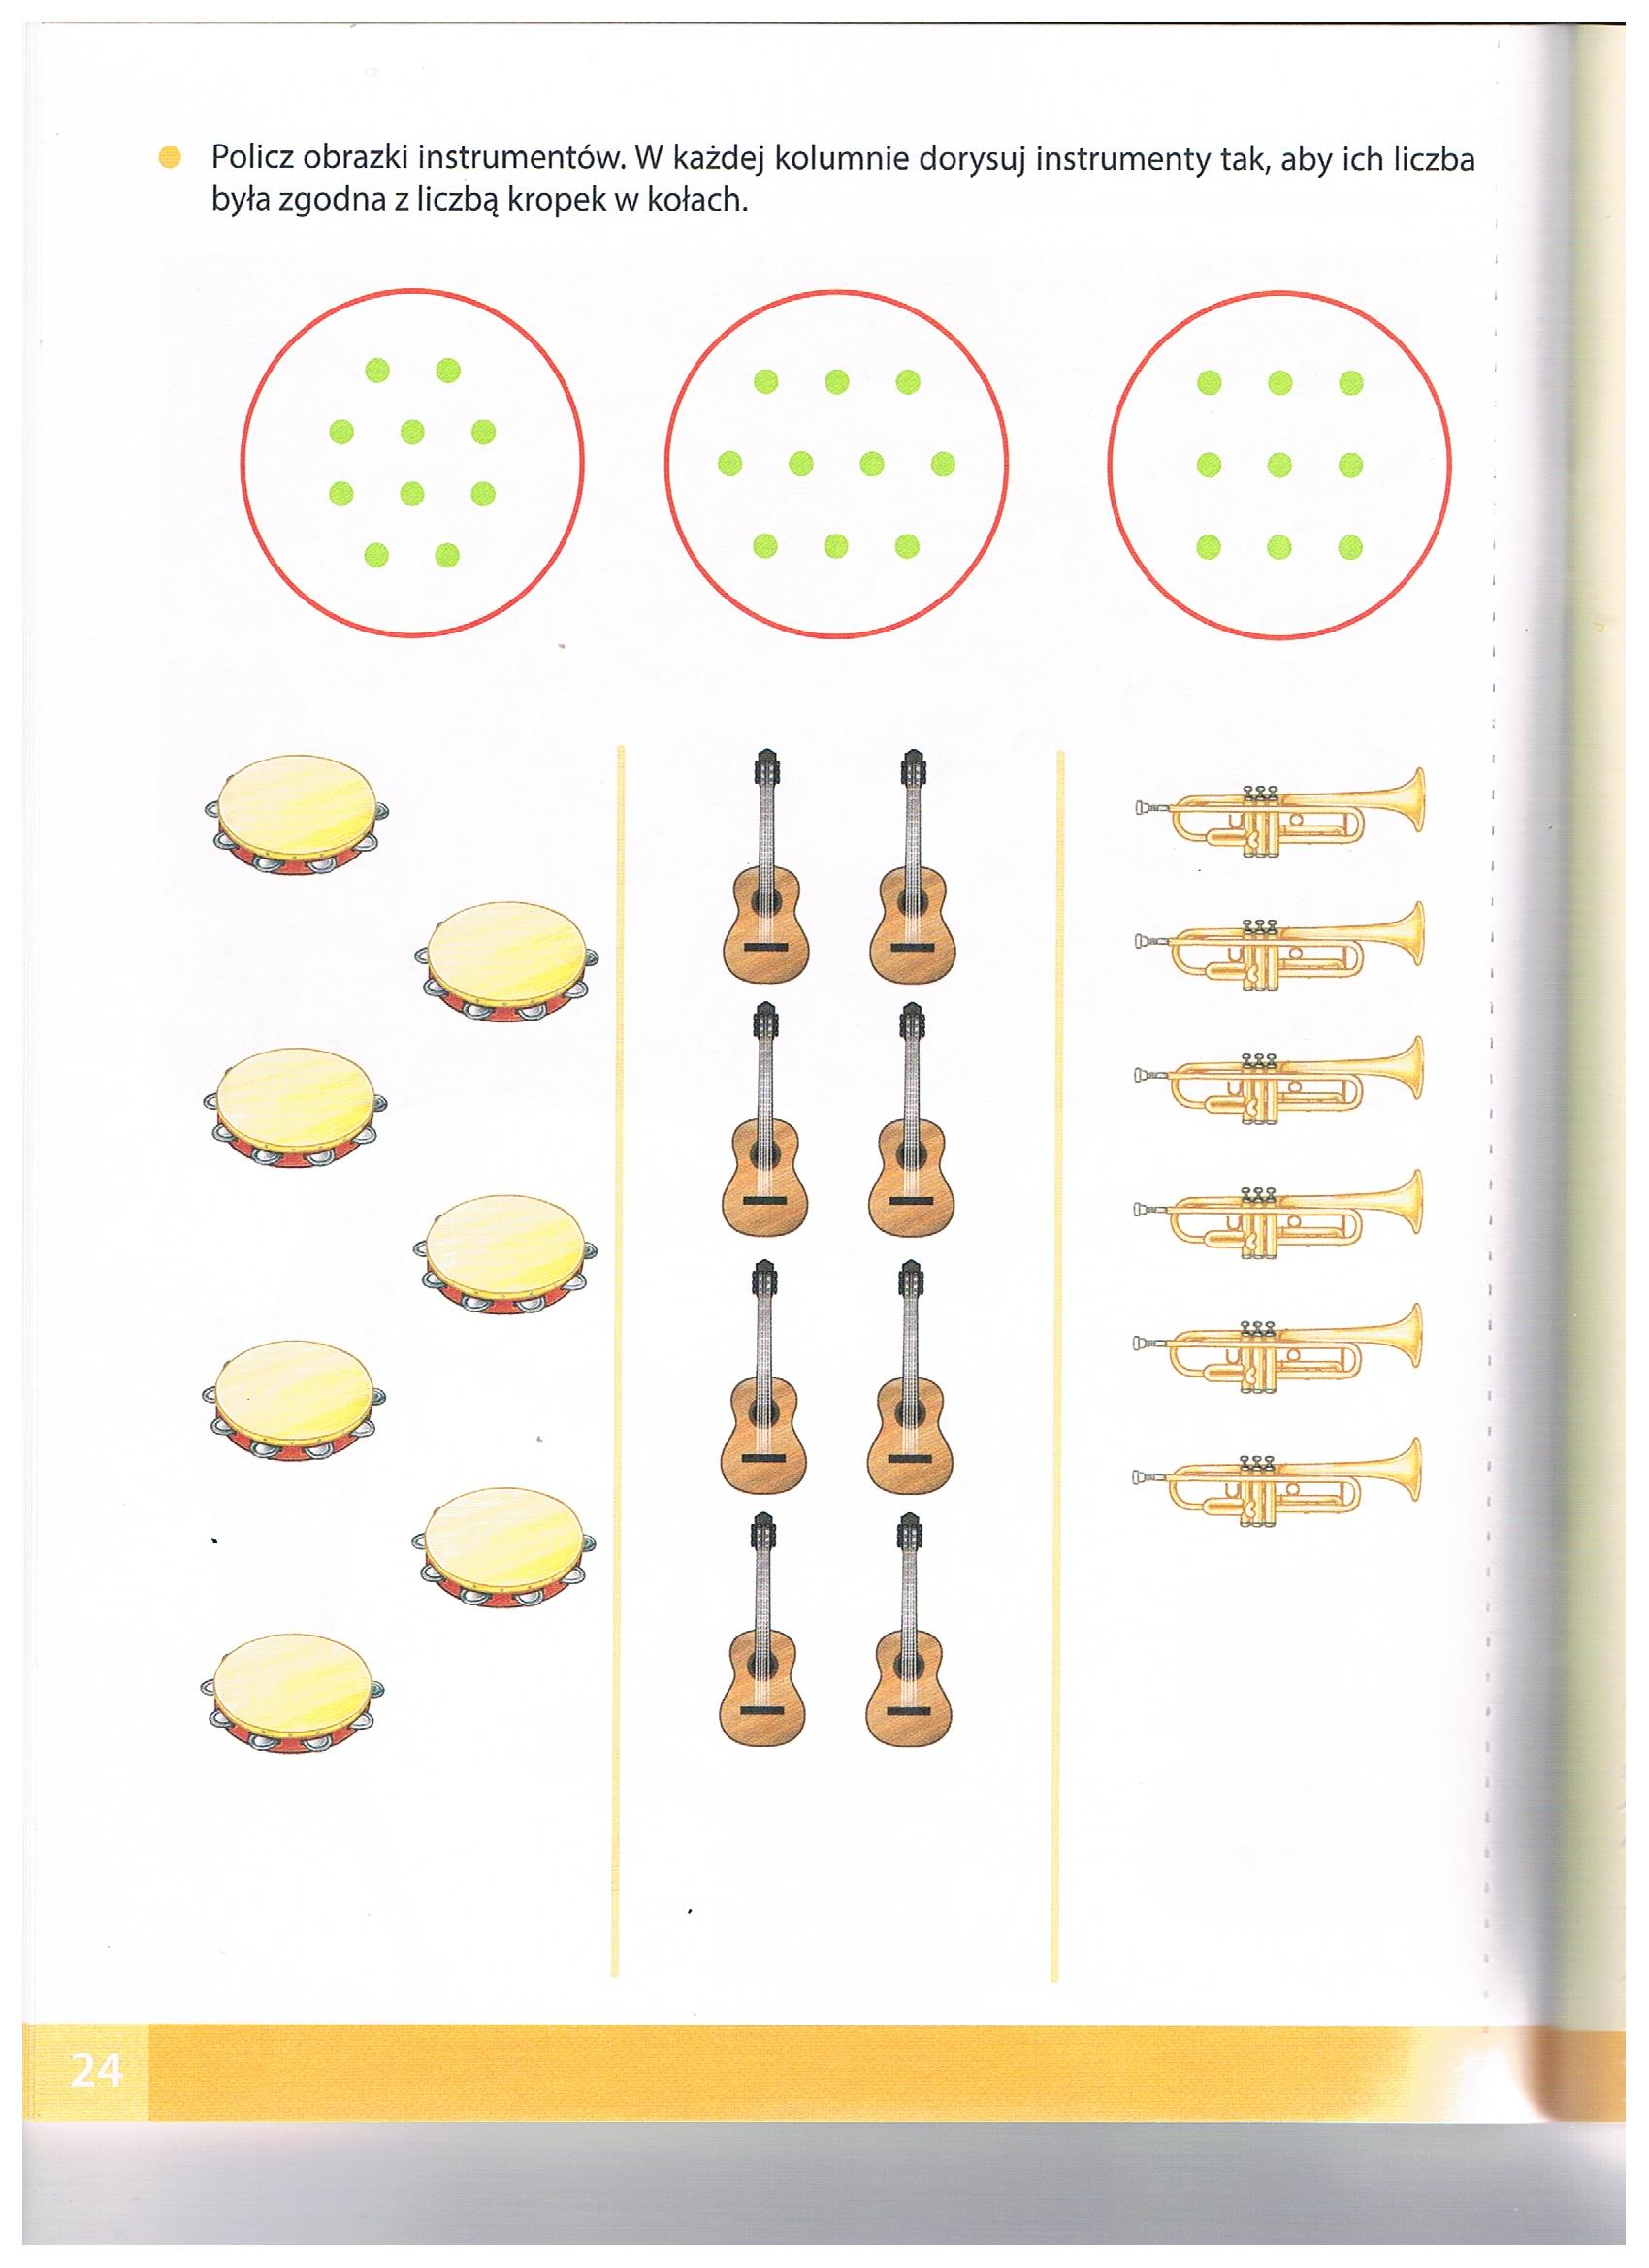 Policz obrazki instrumentów. W każdej kolumnie dorysuj instrumenty tak, aby ich liczba
była zgodna z liczbą kropek w kołach.
24